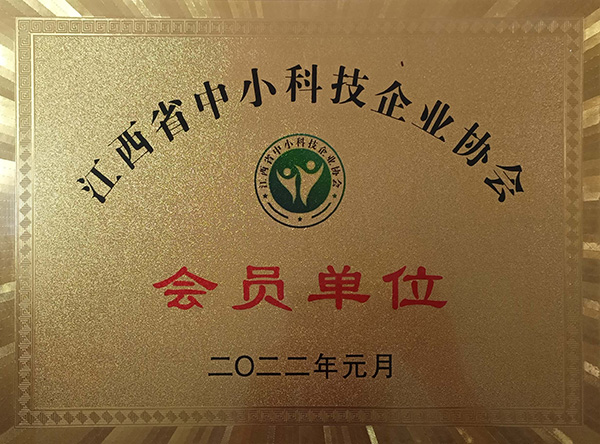 江西省中小科技企业协会
江西省中小科技企业协会
会员单位
二〇二二年元月